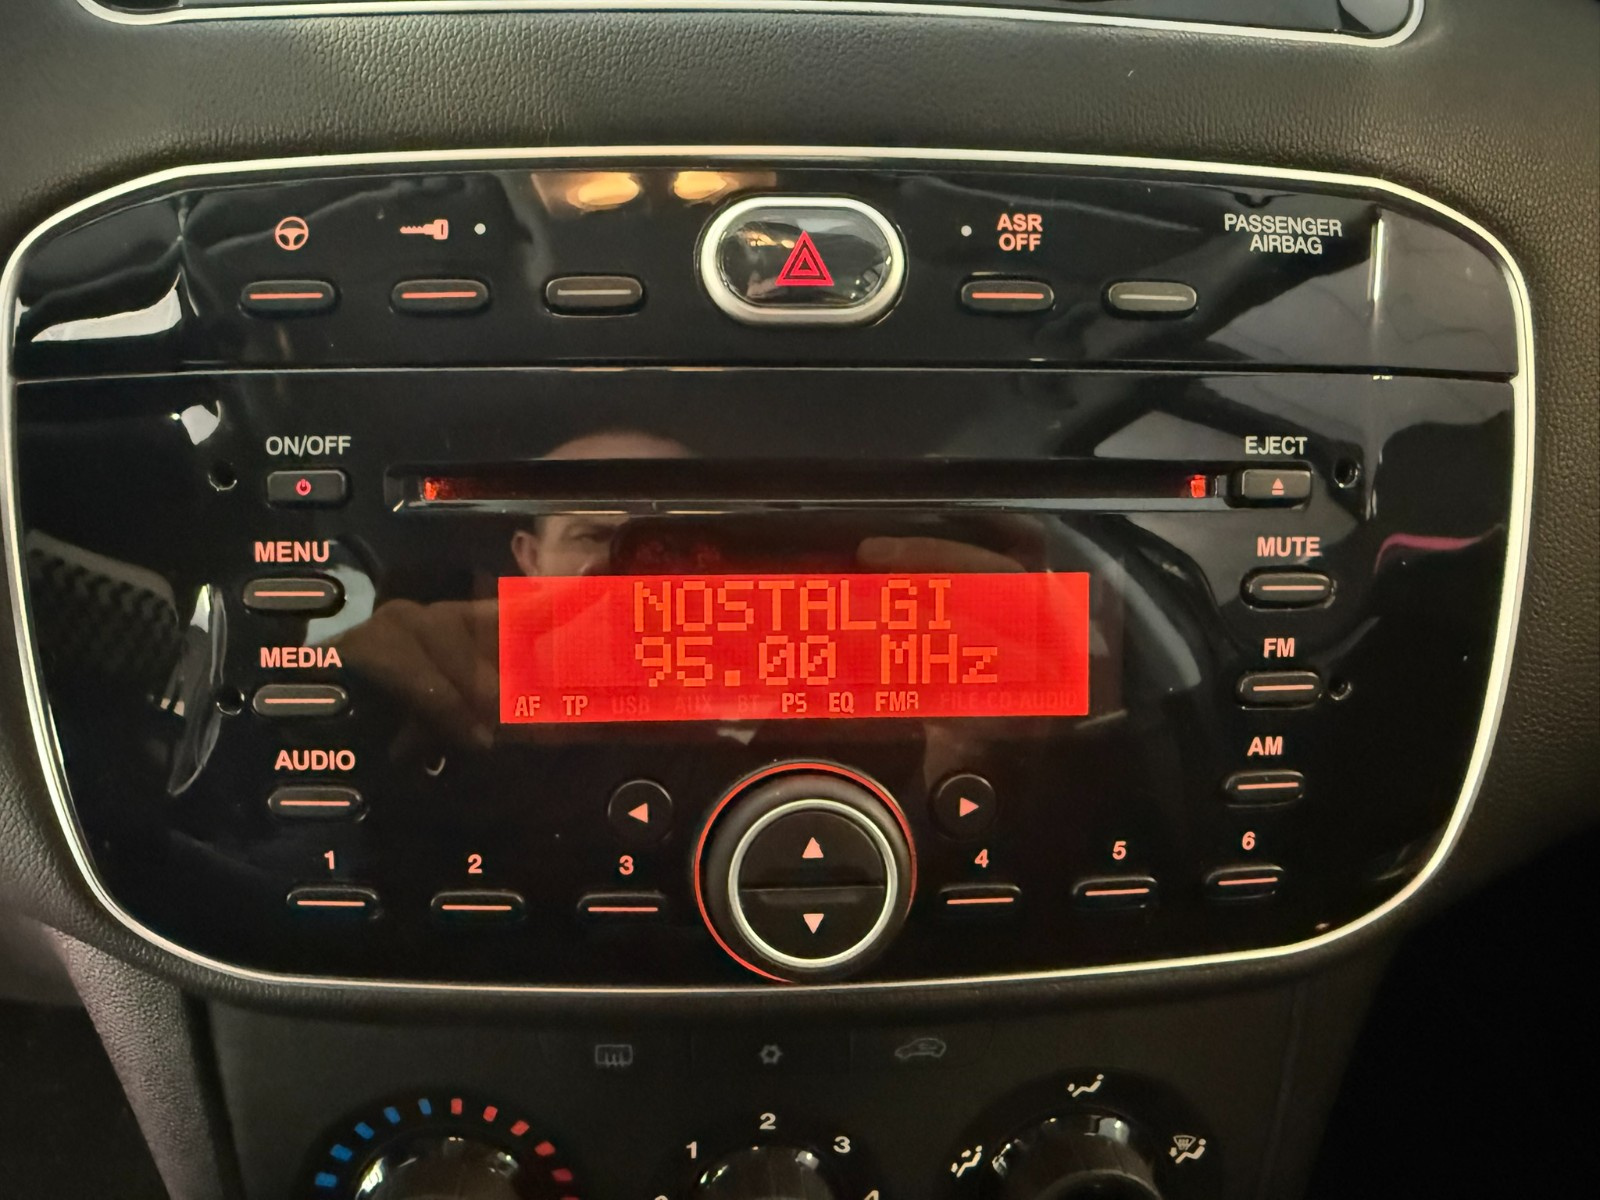 ASR
OFF
PASSENGER
AIRBAG
ON/OFF
EJECT
MENU
MUTE
NOSTALGI
95.00 MHz
MEDIA
FM
AF TP USB AUX BT PS EQ FMR FILE CD-AUDIO
AUDIO
AM
1 2 3 4 5 6
1 2 3